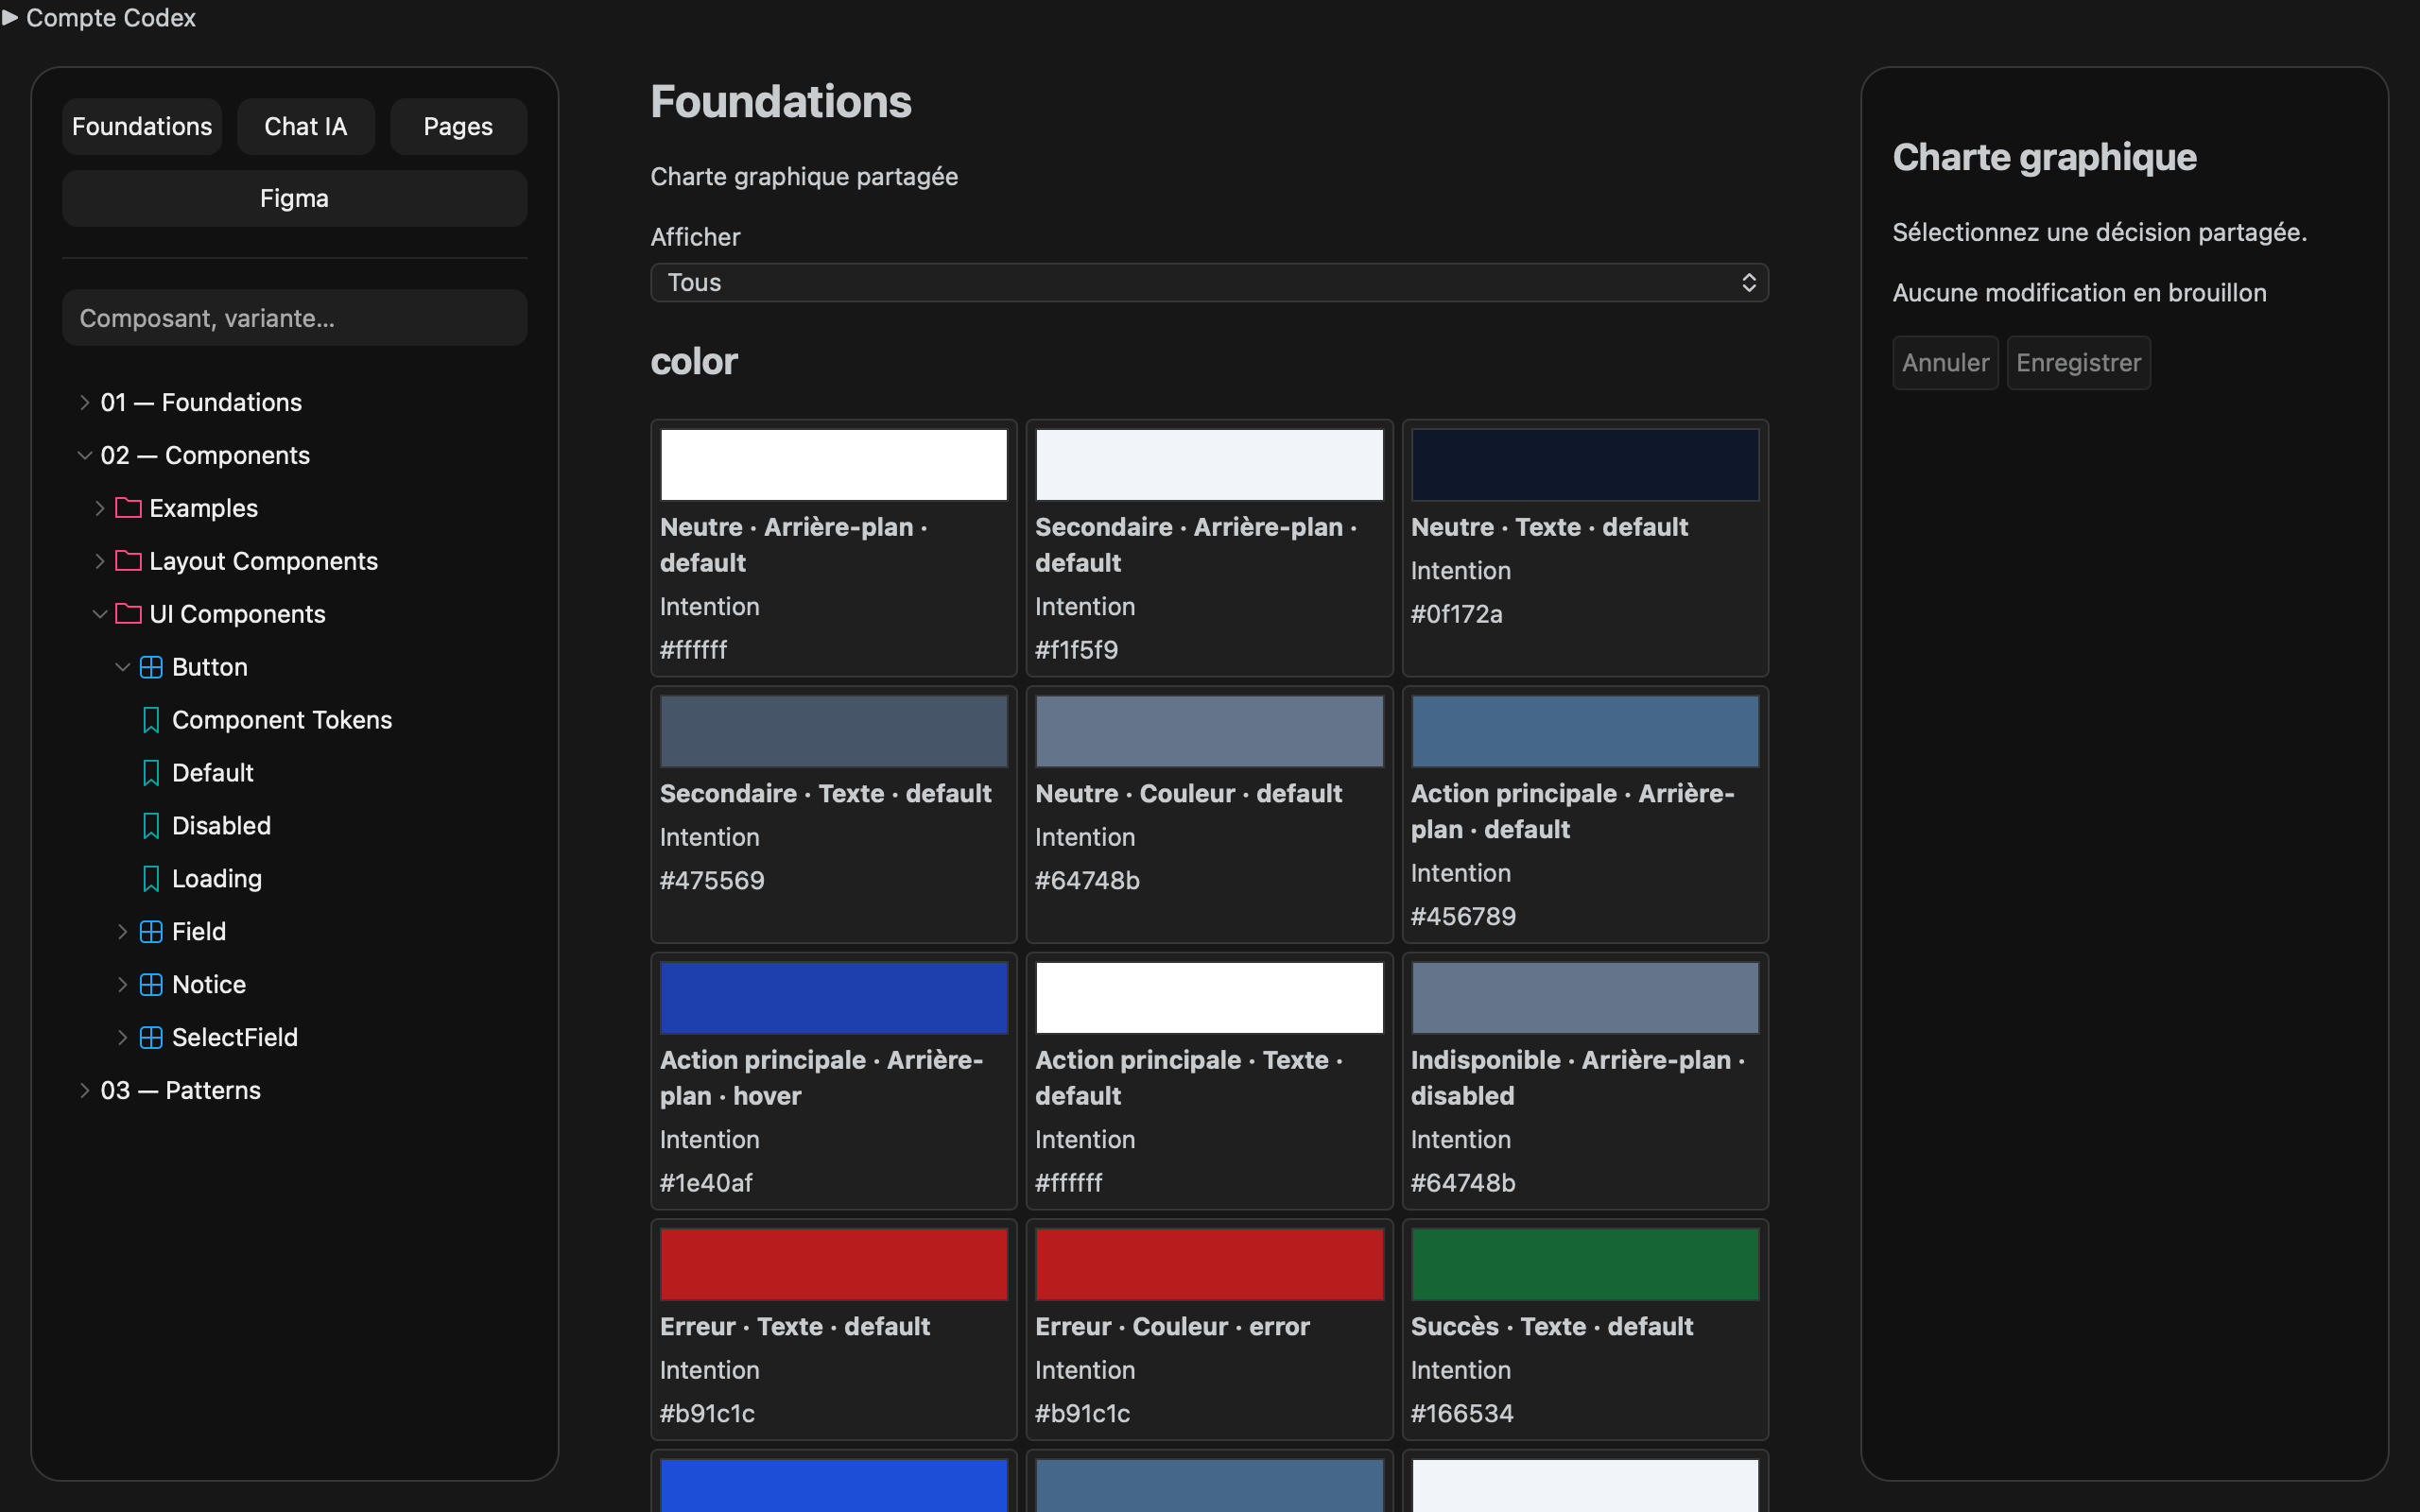 Compte Codex
Foundations
Chat IA
Pages
Figma
Composant, variante...
01 — Foundations
02 — Components
Examples
Layout Components
UI Components
Button
Component Tokens
Default
Disabled
Loading
Field
Notice
SelectField
03 — Patterns
Foundations
Charte graphique partagée
Afficher
Tous
color
Neutre · Arrière-plan ·
default
Intention
#ffffff
Secondaire · Arrière-plan ·
default
Intention
#f1f5f9
Neutre · Texte · default
Intention
#0f172a
Secondaire · Texte · default
Intention
#475569
Neutre · Couleur · default
Intention
#64748b
Action principale · Arrière-
plan · default
Intention
#456789
Action principale · Arrière-
plan · hover
Intention
#1e40af
Action principale · Texte ·
default
Intention
#ffffff
Indisponible · Arrière-plan ·
disabled
Intention
#64748b
Erreur · Texte · default
Intention
#b91c1c
Erreur · Couleur · error
Intention
#b91c1c
Succès · Texte · default
Intention
#166534
Charte graphique
Sélectionnez une décision partagée.
Aucune modification en brouillon
Annuler
Enregistrer